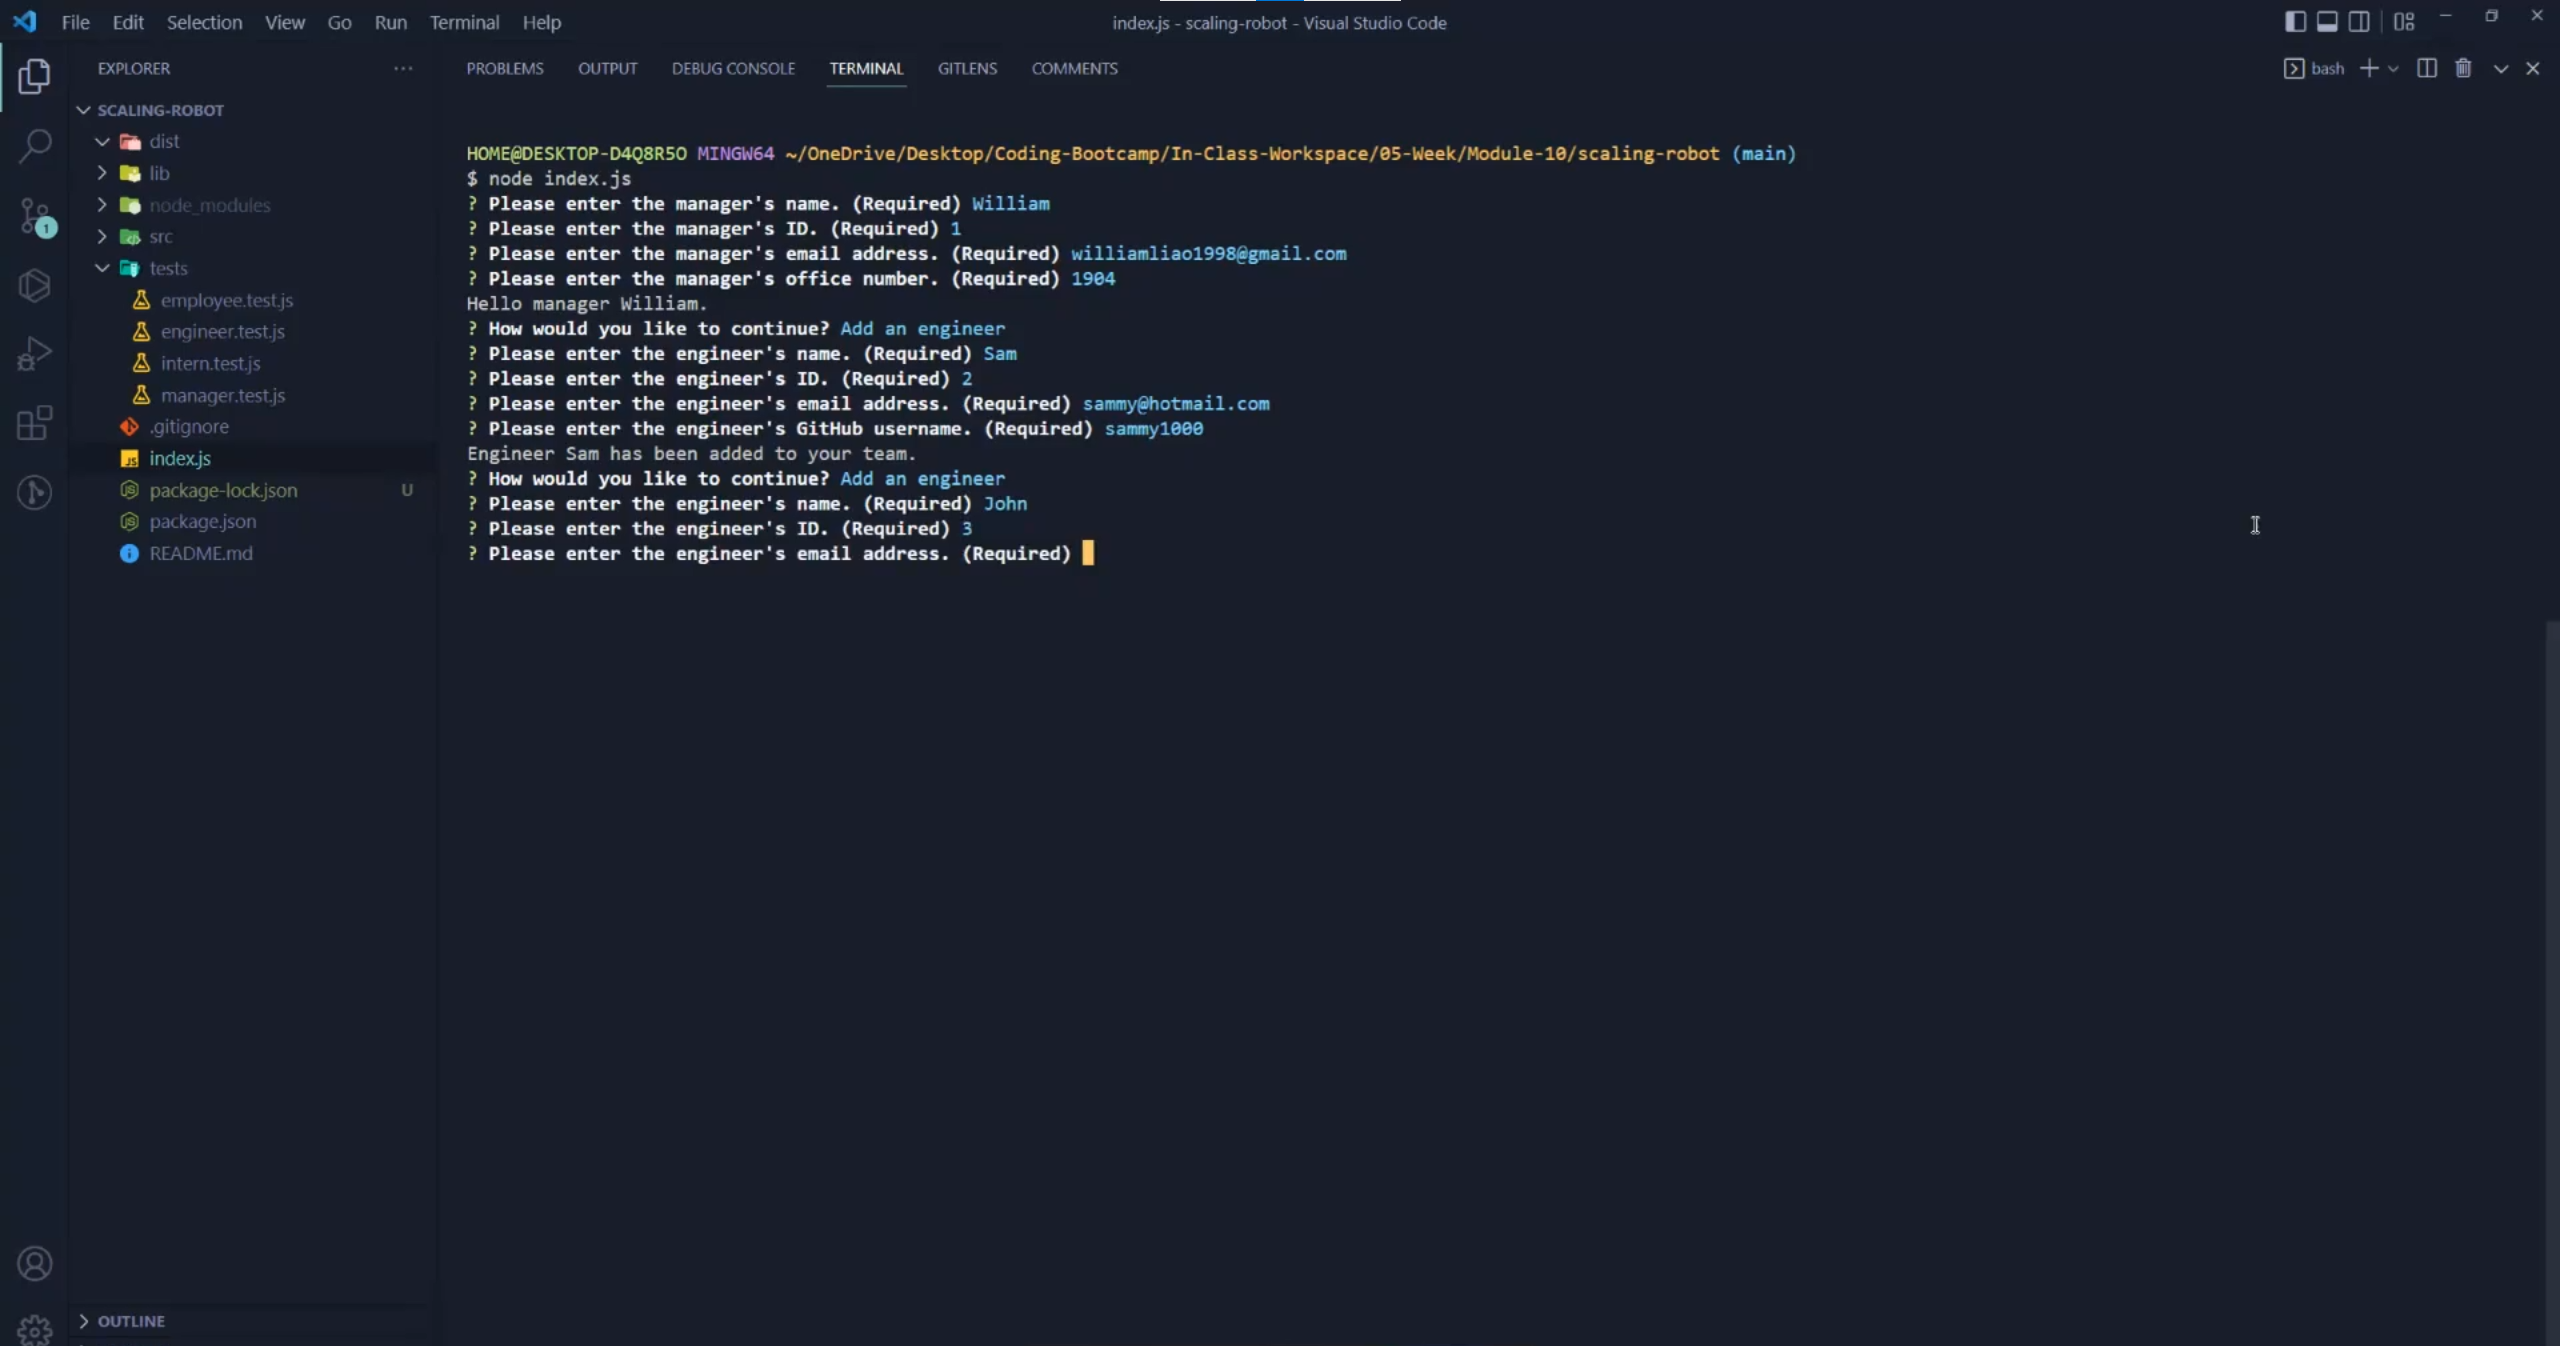 File Edit Selection View Go Run Terminal Help
index.js - scaling-robot - Visual Studio Code
EXPLORER
SCALING-ROBOT
dist
lib
node_modules
src
tests
employee.test.js
engineer.test.js
intern.test.js
manager.test.js
.gitignore
index.js
package-lock.json U
package.json
README.md
OUTLINE
1
PROBLEMS OUTPUT DEBUG CONSOLE TERMINAL GITLENS COMMENTS
bash
HOME@DESKTOP-D4Q8R5O MINGW64 ~/OneDrive/Desktop/Coding-Bootcamp/In-Class-Workspace/05-Week/Module-10/scaling-robot (main)
$ node index.js
? Please enter the manager's name. (Required) William
? Please enter the manager's ID. (Required) 1
? Please enter the manager's email address. (Required) williamliao1998@gmail.com
? Please enter the manager's office number. (Required) 1904
Hello manager William.
? How would you like to continue? Add an engineer
? Please enter the engineer's name. (Required) Sam
? Please enter the engineer's ID. (Required) 2
? Please enter the engineer's email address. (Required) sammy@hotmail.com
? Please enter the engineer's GitHub username. (Required) sammy1000
Engineer Sam has been added to your team.
? How would you like to continue? Add an engineer
? Please enter the engineer's name. (Required) John
? Please enter the engineer's ID. (Required) 3
? Please enter the engineer's email address. (Required)